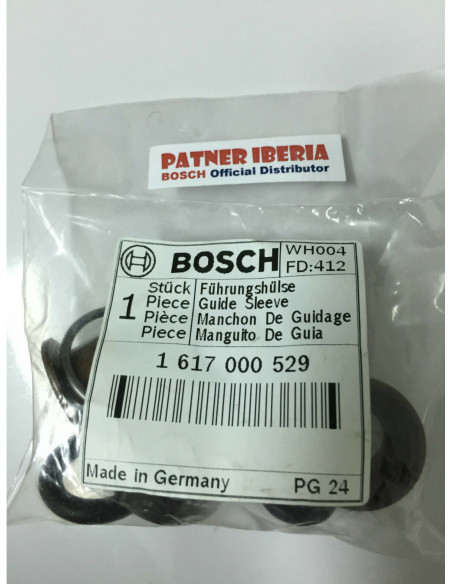 PATNER IBERIA
BOSCH Official Distributor
BOSCH
WH004
FD:412
1
Stück
Piece
Pièce
Piece
Führungshülse
Guide Sleeve
Manchon De Guidage
Manguito De Guia
1 617 000 529
Made in Germany
PG 24